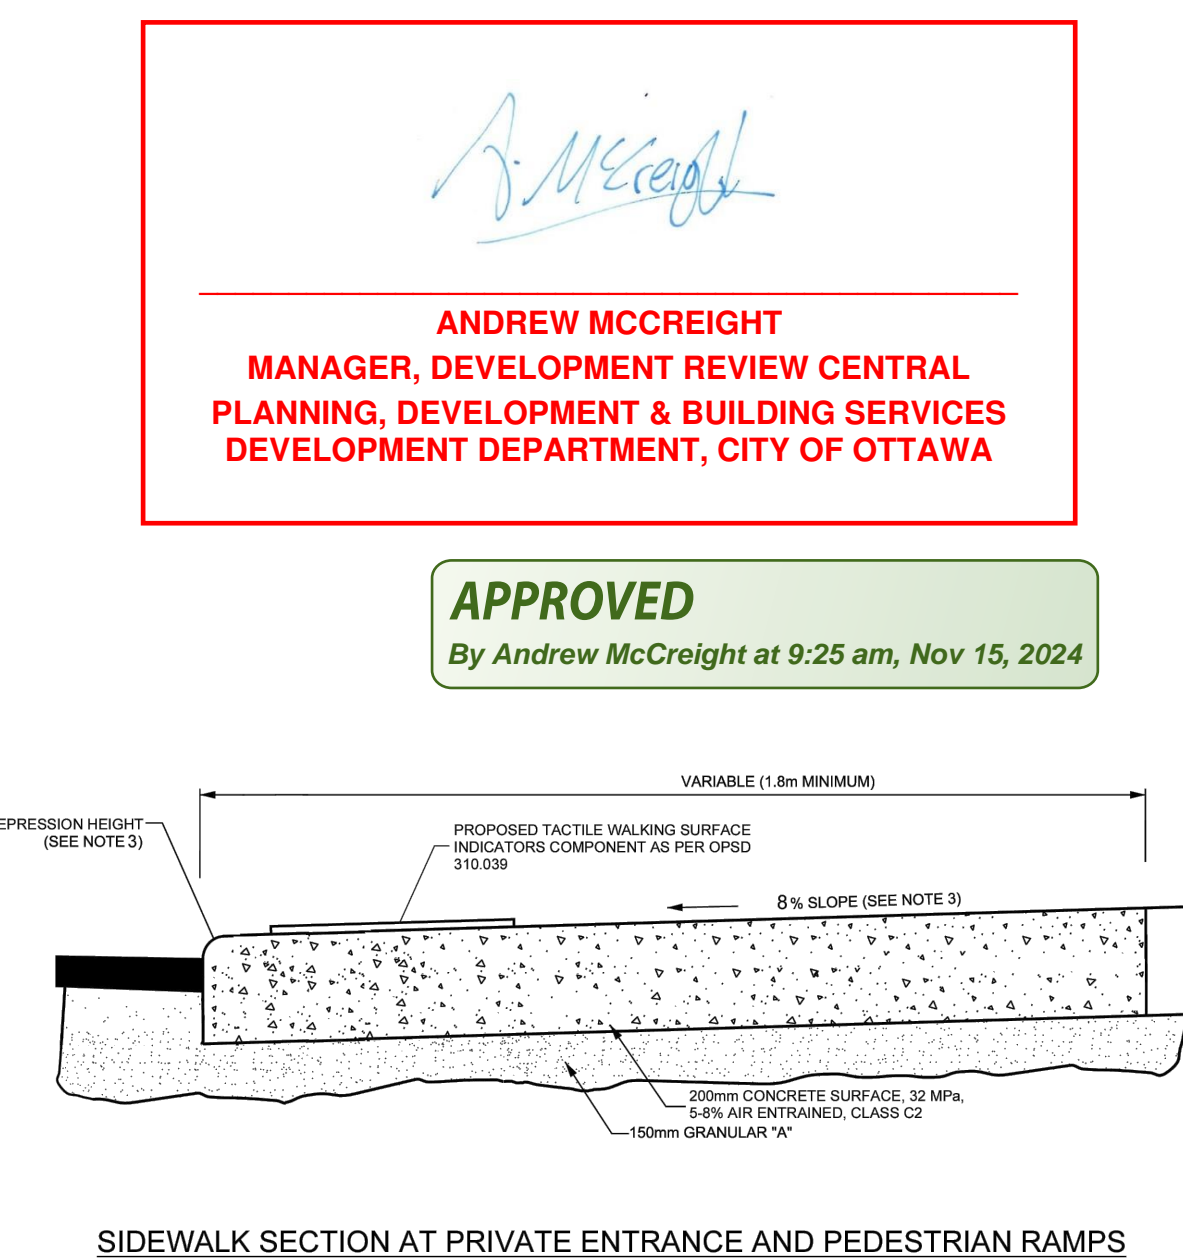 A. McCreight
ANDREW MCCREIGHT
MANAGER, DEVELOPMENT REVIEW CENTRAL
PLANNING, DEVELOPMENT & BUILDING SERVICES
DEVELOPMENT DEPARTMENT, CITY OF OTTAWA
APPROVED
By Andrew McCreight at 9:25 am, Nov 15, 2024
VARIABLE (1.8m MINIMUM)
EPRESSION HEIGHT
(SEE NOTE 3)
PROPOSED TACTILE WALKING SURFACE
INDICATORS COMPONENT AS PER OPSD
310.039
8% SLOPE (SEE NOTE 3)
200mm CONCRETE SURFACE, 32 MPa,
5-8% AIR ENTRAINED, CLASS C2
150mm GRANULAR "A"
SIDEWALK SECTION AT PRIVATE ENTRANCE AND PEDESTRIAN RAMPS